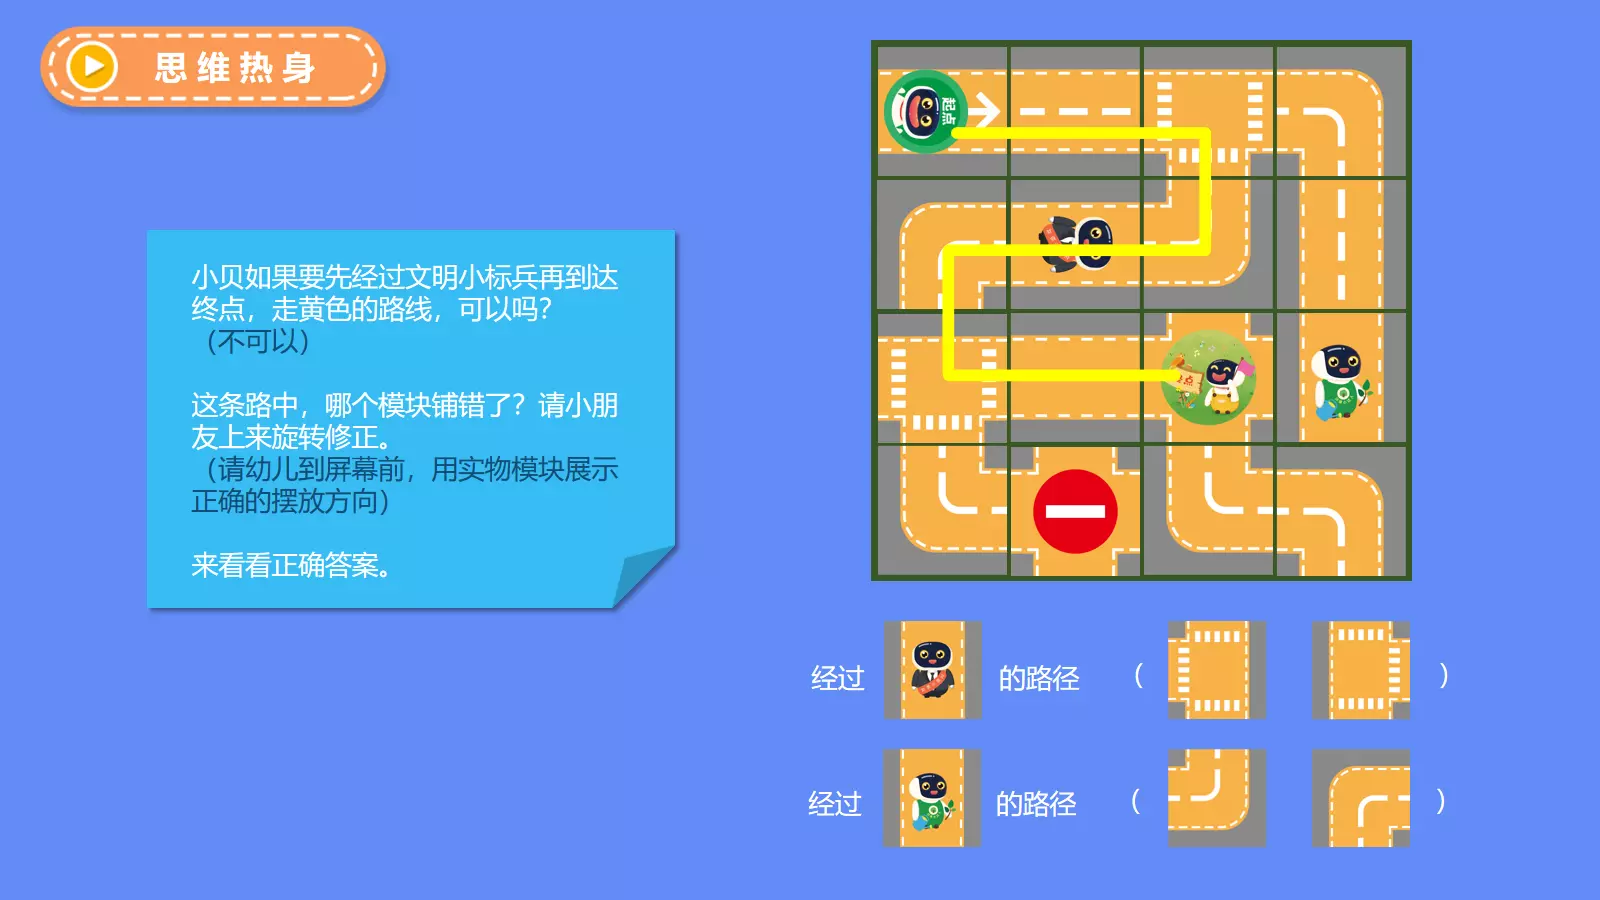 思维热身
起点
小贝如果要先经过文明小标兵再到达
终点，走黄色的路线，可以吗？
（不可以）
这条路中，哪个模块铺错了？请小朋
友上来旋转修正。
（请幼儿到屏幕前，用实物模块展示
正确的摆放方向）
来看看正确答案。
经过 的路径 （ ）
经过 的路径 （ ）